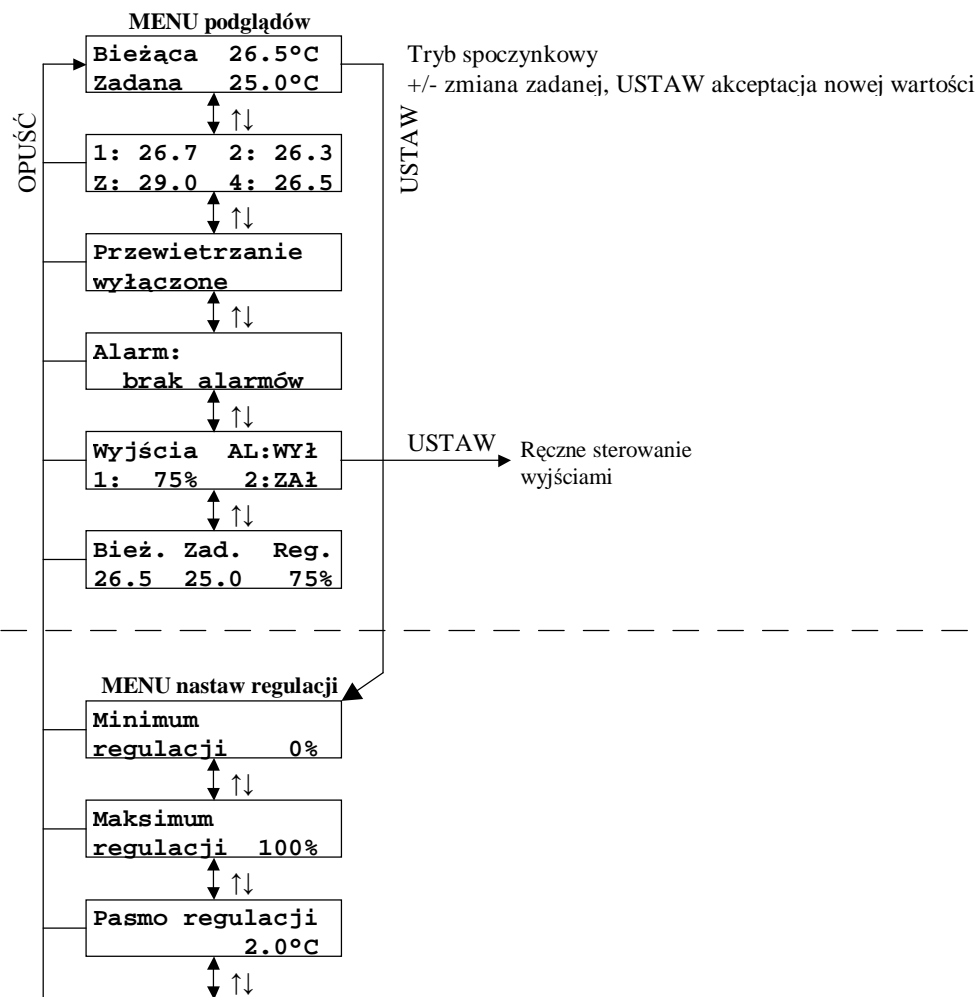 MENU podglądów
Bieżąca 26.5°C
Zadana 25.0°C
Tryb spoczynkowy
+/- zmiana zadanej, USTAW akceptacja nowej wartości
OPUŚĆ
USTAW
↑↓
1: 26.7 2: 26.3
Z: 29.0 4: 26.5
↑↓
Przewietrzanie
wyłączone
↑↓
Alarm:
brak alarmów
↑↓
Wyjścia AL:WYŁ
1: 75% 2:ZAŁ
USTAW
Ręczne sterowanie
wyjściami
↑↓
Bież. Zad. Reg.
26.5 25.0 75%
MENU nastaw regulacji
Minimum
regulacji 0%
↑↓
Maksimum
regulacji 100%
↑↓
Pasmo regulacji
2.0°C
↑↓